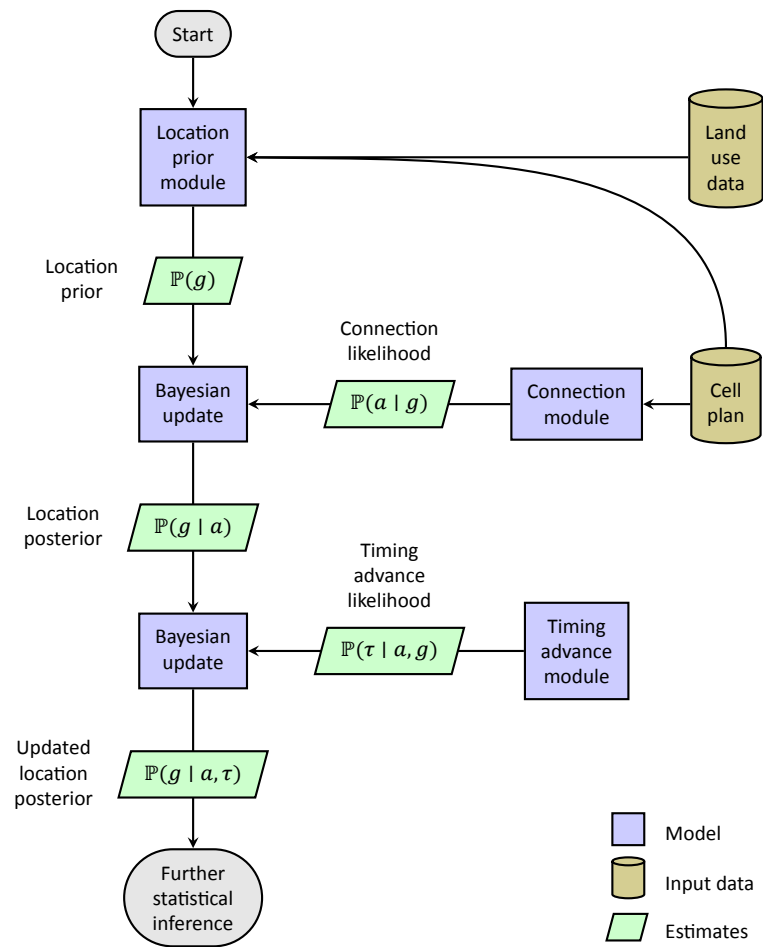 Start
Location
prior
module
Land
use
data
Location
prior
ℙ(g)
Connection
likelihood
Bayesian
update
ℙ(a | g)
Connection
module
Cell
plan
Location
posterior
ℙ(g | a)
Timing
advance
likelihood
Bayesian
update
ℙ(τ | a, g)
Timing
advance
module
Updated
location
posterior
ℙ(g | a, τ)
Further
statistical
inference
Model
Input data
Estimates